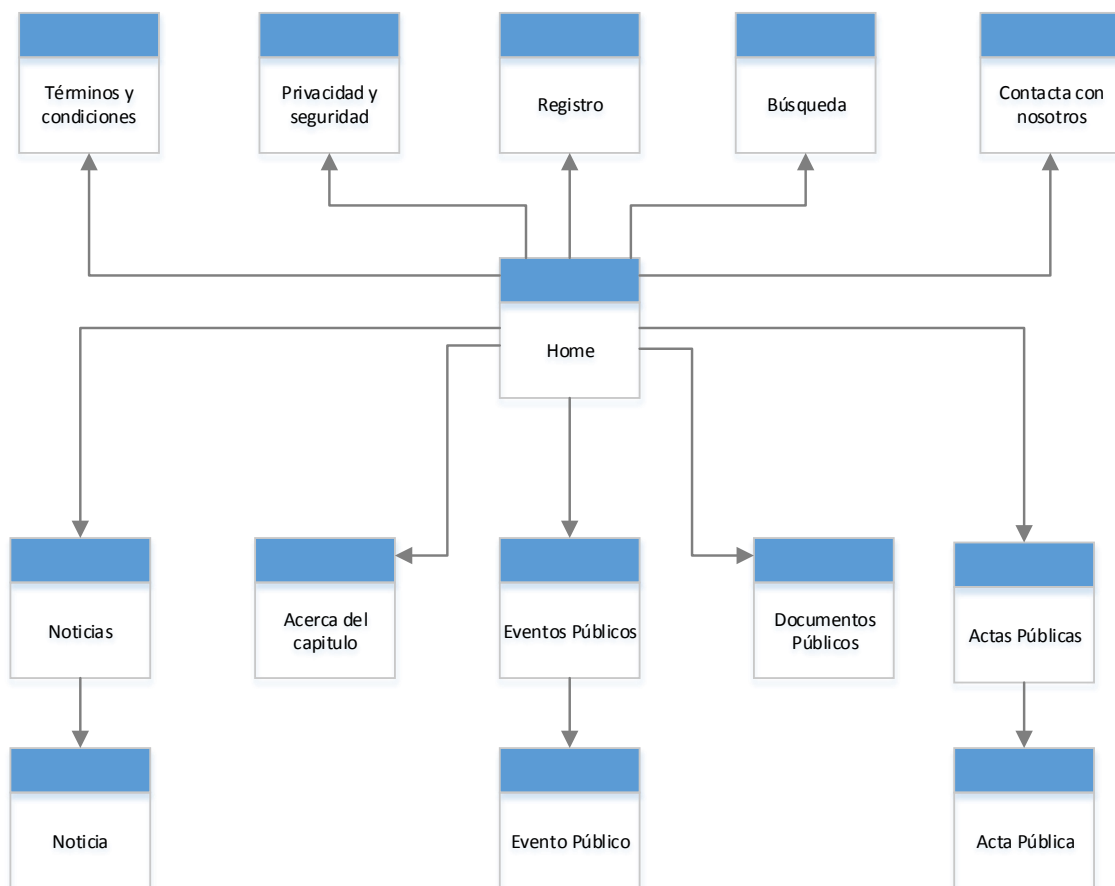 Términos y
condiciones
Privacidad y
seguridad
Registro
Búsqueda
Contacta con
nosotros
Home
Noticias
Acerca del
capitulo
Eventos Públicos
Documentos
Públicos
Actas Públicas
Noticia
Evento Público
Acta Pública